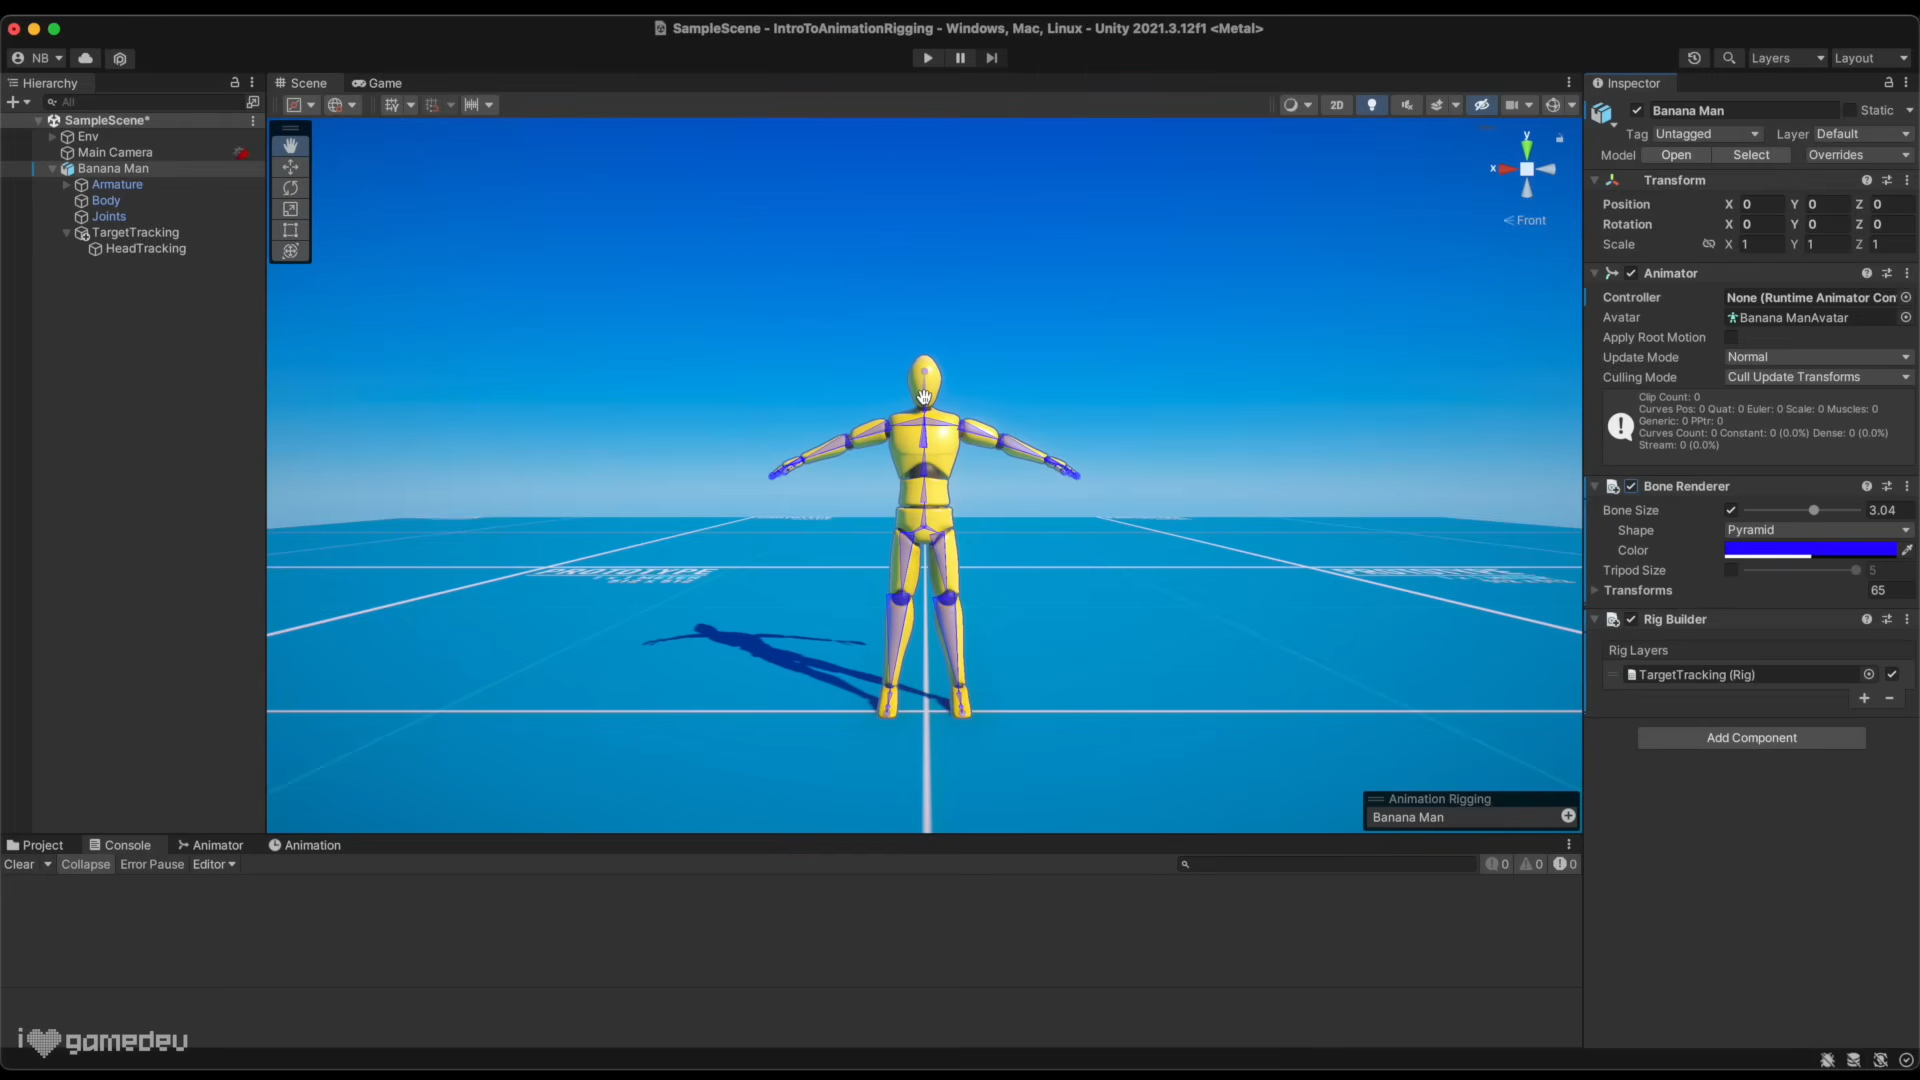 SampleScene - IntroToAnimationRigging - Windows, Mac, Linux - Unity 2021.3.12f1 <Metal>
NB
Layers
Layout
Hierarchy
All
SampleScene*
Env
Main Camera
Banana Man
Armature
Body
Joints
TargetTracking
HeadTracking
Scene
Game
2D
y
x
Front
PROTOTYPE
Animation Rigging
Banana Man
Inspector
Banana Man
Static
Tag Untagged
Layer Default
Model Open Select Overrides
Transform
Position X 0 Y 0 Z 0
Rotation X 0 Y 0 Z 0
Scale X 1 Y 1 Z 1
Animator
Controller None (Runtime Animator Con
Avatar Banana ManAvatar
Apply Root Motion
Update Mode Normal
Culling Mode Cull Update Transforms
Clip Count: 0
Curves Pos: 0 Quat: 0 Euler: 0 Scale: 0 Muscles: 0
Generic: 0 PPtr: 0
Curves Count: 0 Constant: 0 (0.0%) Dense: 0 (0.0%)
Stream: 0 (0.0%)
Bone Renderer
Bone Size 3.04
Shape Pyramid
Color
Tripod Size 5
Transforms 65
Rig Builder
Rig Layers
TargetTracking (Rig)
Add Component
Project
Console
Animator
Animation
Clear
Collapse
Error Pause
Editor
0
0
0
i gamedev